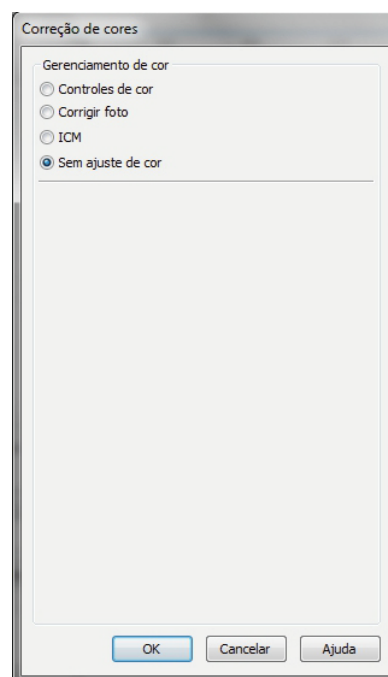 Correção de cores
Gerenciamento de cor
Controles de cor
Corrigir foto
ICM
Sem ajuste de cor
OK Cancelar Ajuda